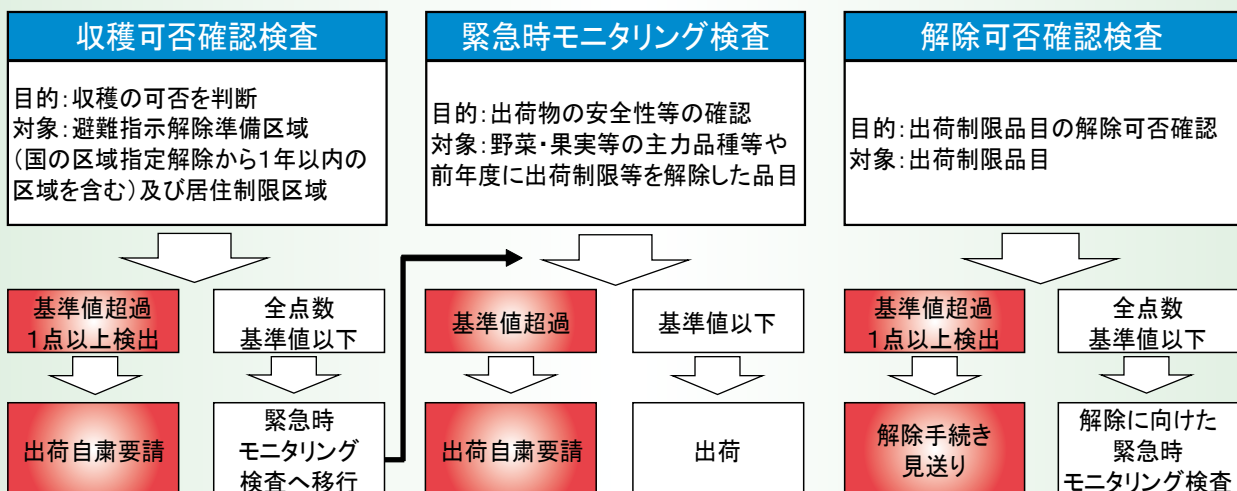 収穫可否確認検査
目的:収穫の可否を判断
対象:避難指示解除準備区域
(国の区域指定解除から1年以内の
区域を含む)及び居住制限区域
基準値超過
1点以上検出
全点数
基準値以下
出荷自粛要請
緊急時
モニタリング
検査へ移行
緊急時モニタリング検査
目的:出荷物の安全性等の確認
対象:野菜・果実等の主力品種等や
前年度に出荷制限等を解除した品目
基準値超過
基準値以下
出荷自粛要請
出荷
解除可否確認検査
目的:出荷制限品目の解除可否確認
対象:出荷制限品目
基準値超過
1点以上検出
全点数
基準値以下
解除手続き
見送り
解除に向けた
緊急時
モニタリング検査